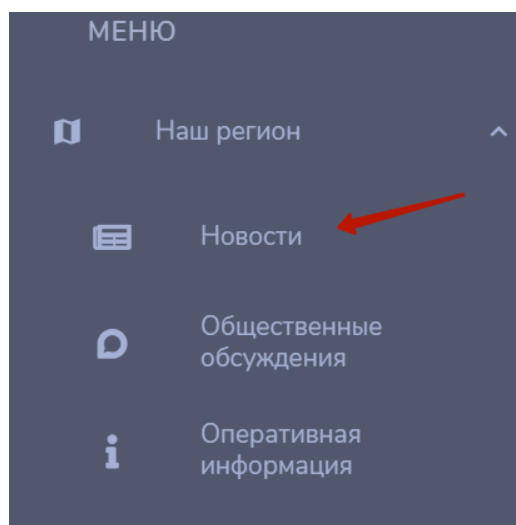 МЕНЮ
Наш регион
Новости
Общественные
обсуждения
Оперативная
информация